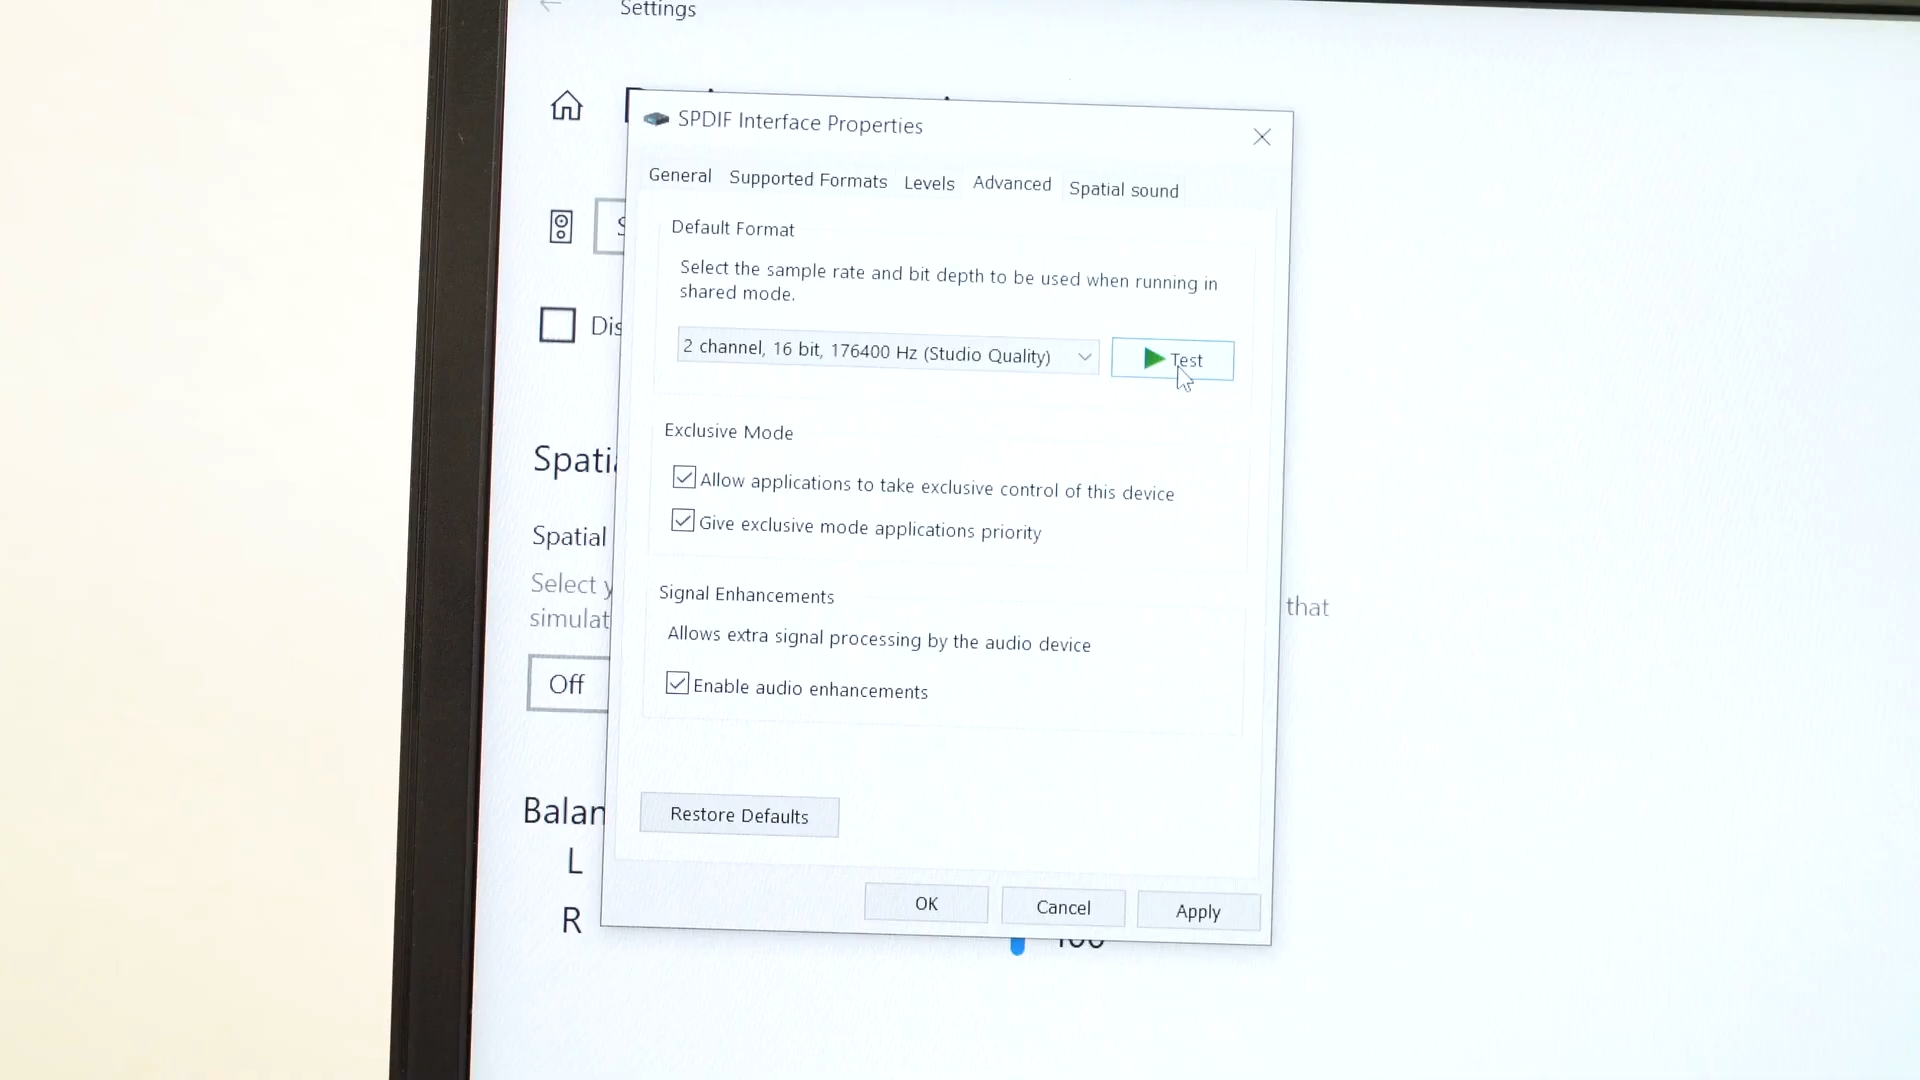 Settings
SPDIF Interface Properties
General Supported Formats Levels Advanced Spatial sound
Default Format
Select the sample rate and bit depth to be used when running in
shared mode.
Dis
2 channel, 16 bit, 176400 Hz (Studio Quality)
Test
Exclusive Mode
Spati
Allow applications to take exclusive control of this device
Give exclusive mode applications priority
Spatial
Select y
that
simulat
Signal Enhancements
Allows extra signal processing by the audio device
Enable audio enhancements
Off
Restore Defaults
Balan
L
R
OK Cancel Apply
100